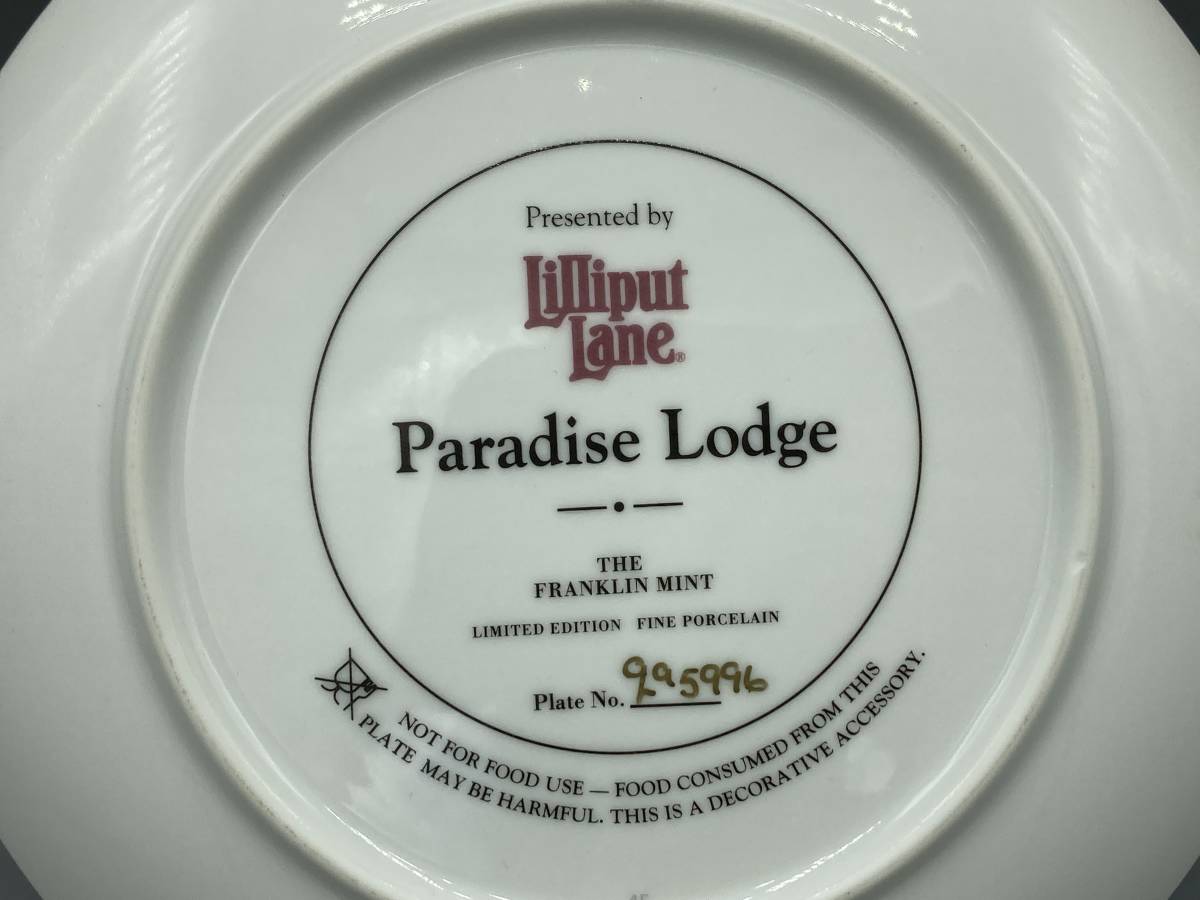 Presented by
Lilliput
Lane®
Paradise Lodge
THE
FRANKLIN MINT
LIMITED EDITION FINE PORCELAIN
Plate No. 9a5996
NOT FOR FOOD USE — FOOD CONSUMED FROM THIS
PLATE MAY BE HARMFUL. THIS IS A DECORATIVE ACCESSORY.